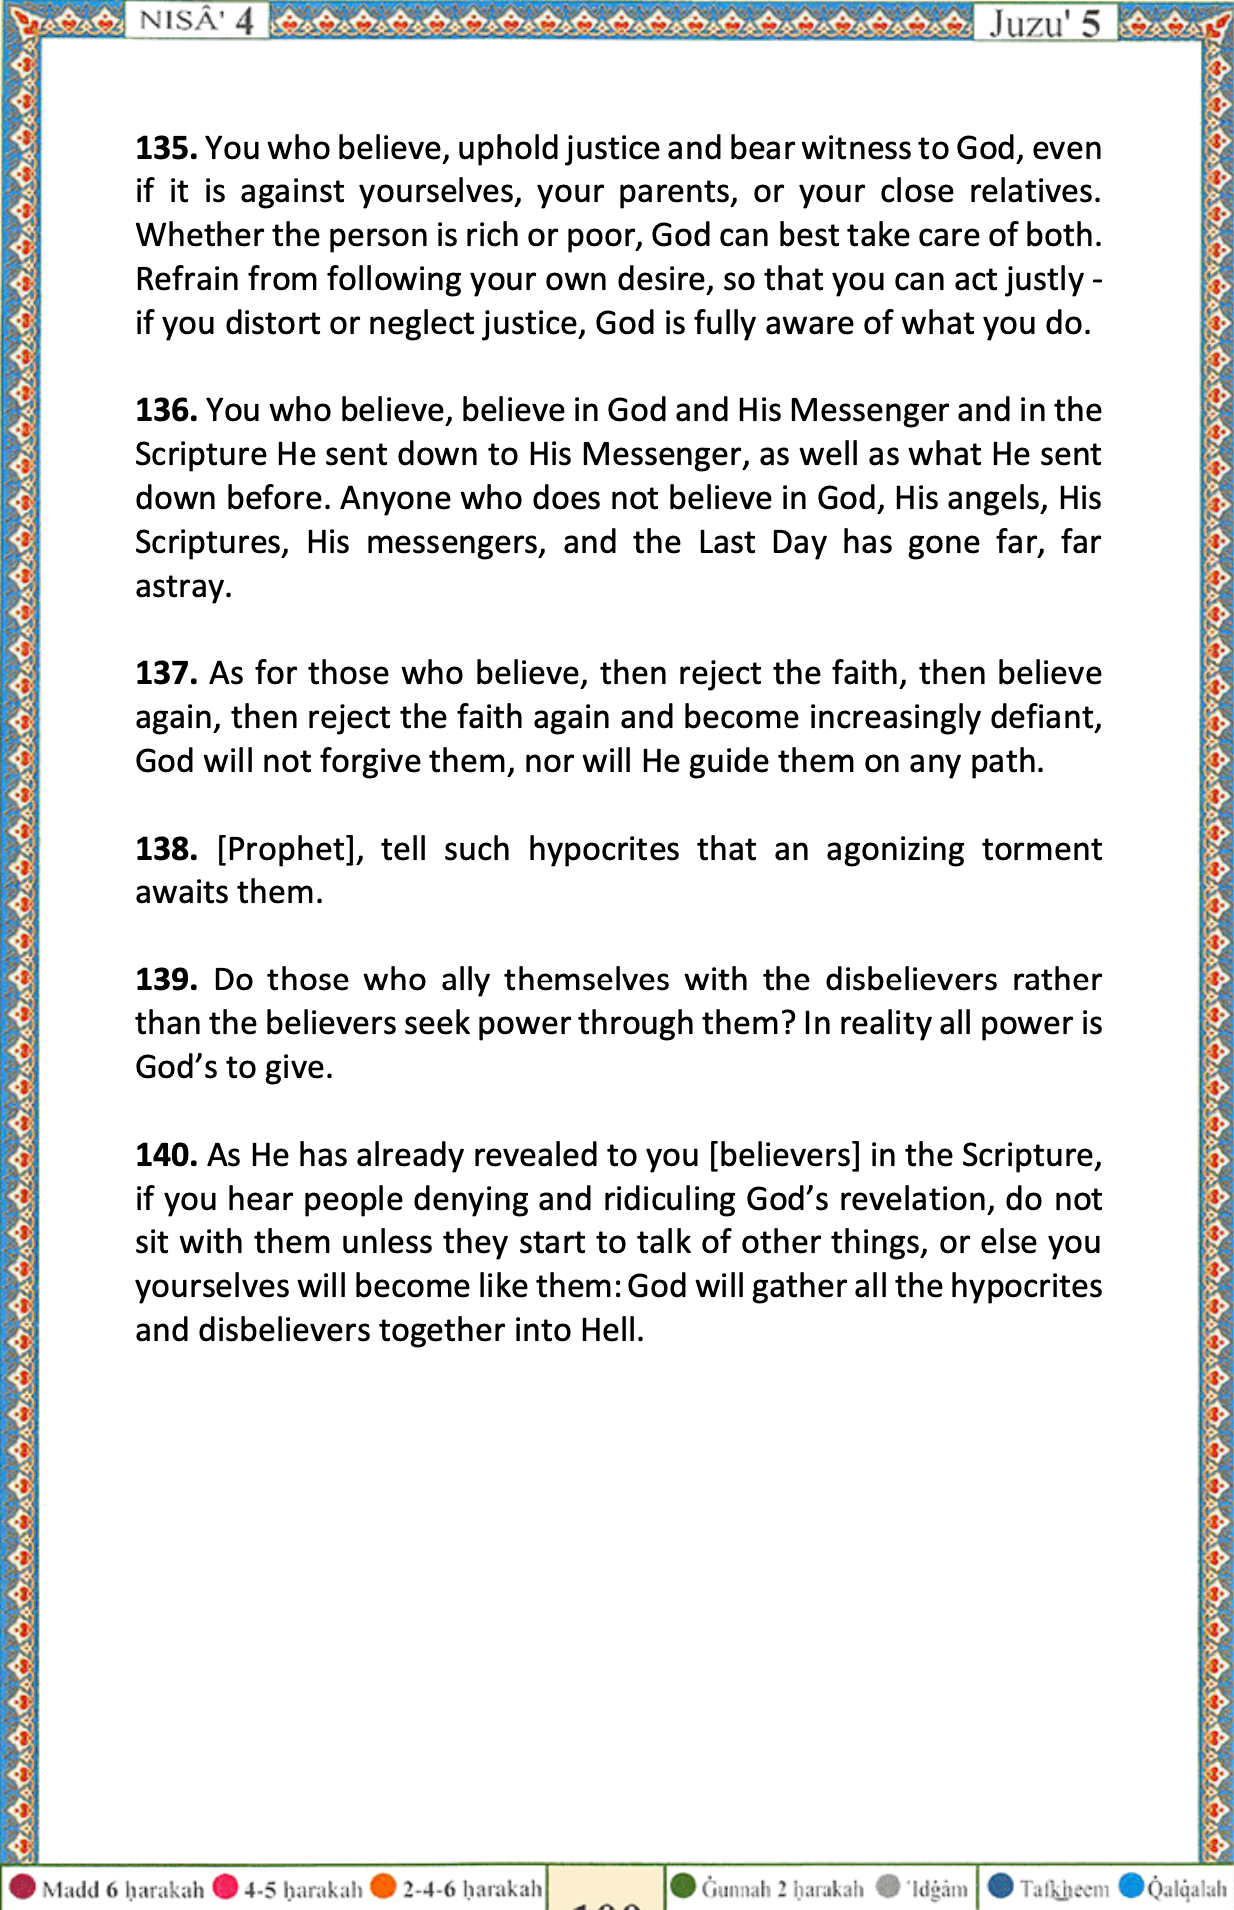 NISÂ' 4
Juzu' 5
135. You who believe, uphold justice and bear witness to God, even
if it is against yourselves, your parents, or your close relatives.
Whether the person is rich or poor, God can best take care of both.
Refrain from following your own desire, so that you can act justly -
if you distort or neglect justice, God is fully aware of what you do.
136. You who believe, believe in God and His Messenger and in the
Scripture He sent down to His Messenger, as well as what He sent
down before. Anyone who does not believe in God, His angels, His
Scriptures, His messengers, and the Last Day has gone far, far
astray.
137. As for those who believe, then reject the faith, then believe
again, then reject the faith again and become increasingly defiant,
God will not forgive them, nor will He guide them on any path.
138. [Prophet], tell such hypocrites that an agonizing torment
awaits them.
139. Do those who ally themselves with the disbelievers rather
than the believers seek power through them? In reality all power is
God’s to give.
140. As He has already revealed to you [believers] in the Scripture,
if you hear people denying and ridiculing God’s revelation, do not
sit with them unless they start to talk of other things, or else you
yourselves will become like them: God will gather all the hypocrites
and disbelievers together into Hell.
Madd 6 ḥarakah 4-5 ḥarakah 2-4-6 ḥarakah Ġunnah 2 ḥarakah 'Idġâm Tafkheem Q̇alq̇alah